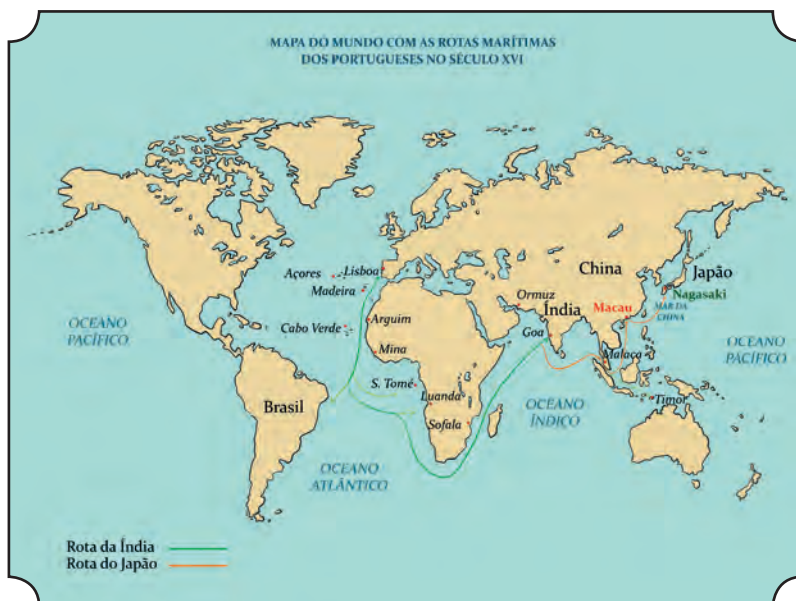 MAPA DO MUNDO COM AS ROTAS MARÍTIMAS
DOS PORTUGUESES NO SÉCULO XVI
Açores
Lisboa
Madeira
China
Japão
Ormuz
Índia
Macau
Nagasaki
MAR DA
CHINA
OCEANO
PACÍFICO
Cabo Verde
Arguim
Mina
Goa
Malaca
OCEANO
PACÍFICO
S. Tomé
Luanda
Brasil
Sofala
OCEANO
ÍNDICO
Timor
OCEANO
ATLÂNTICO
Rota da Índia
Rota do Japão